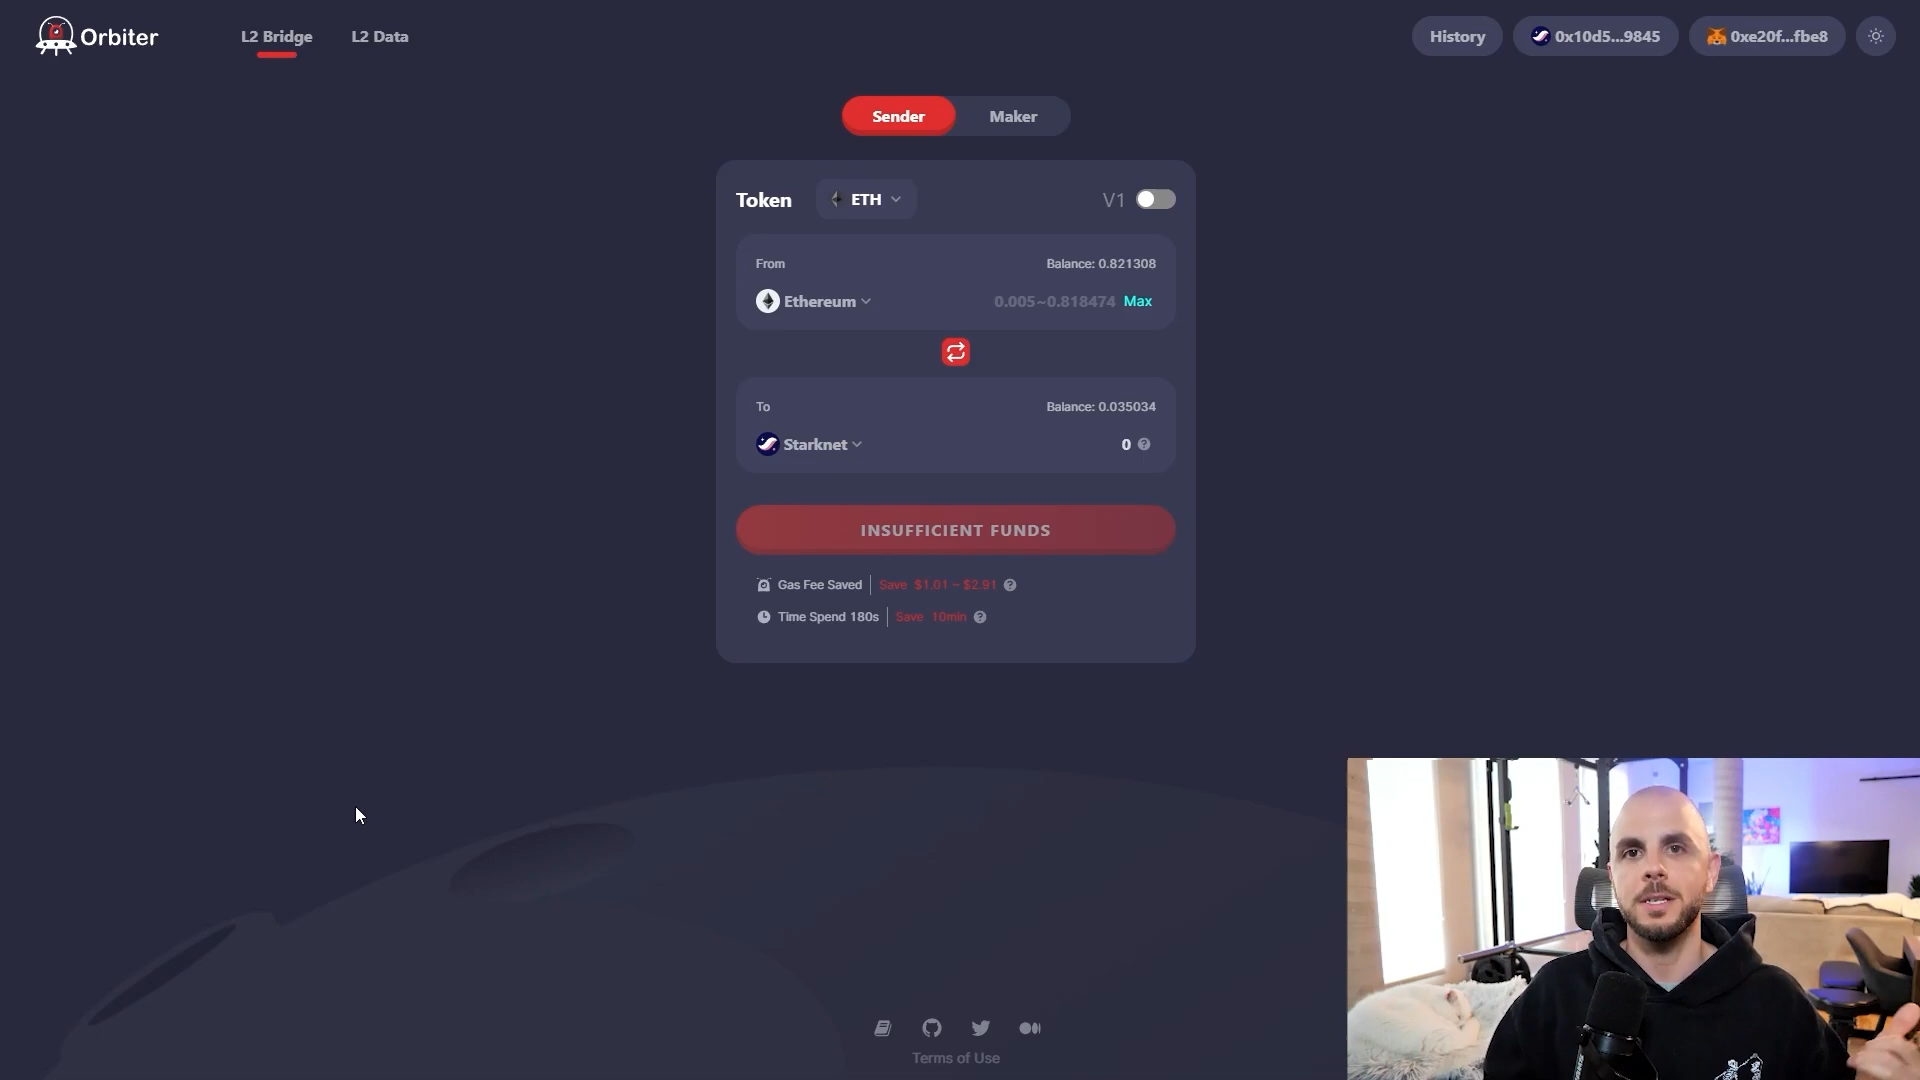 Orbiter
L2 Bridge
L2 Data
History
0x10d5...9845
0xe20f...fbe8
Sender
Maker
Token
ETH
V1
From
Balance: 0.821308
Ethereum
0.005~0.818474
Max
To
Balance: 0.035034
Starknet
0
INSUFFICIENT FUNDS
Gas Fee Saved
Save $1.01 ~ $2.91
Time Spend 180s
Save 10min
Terms of Use